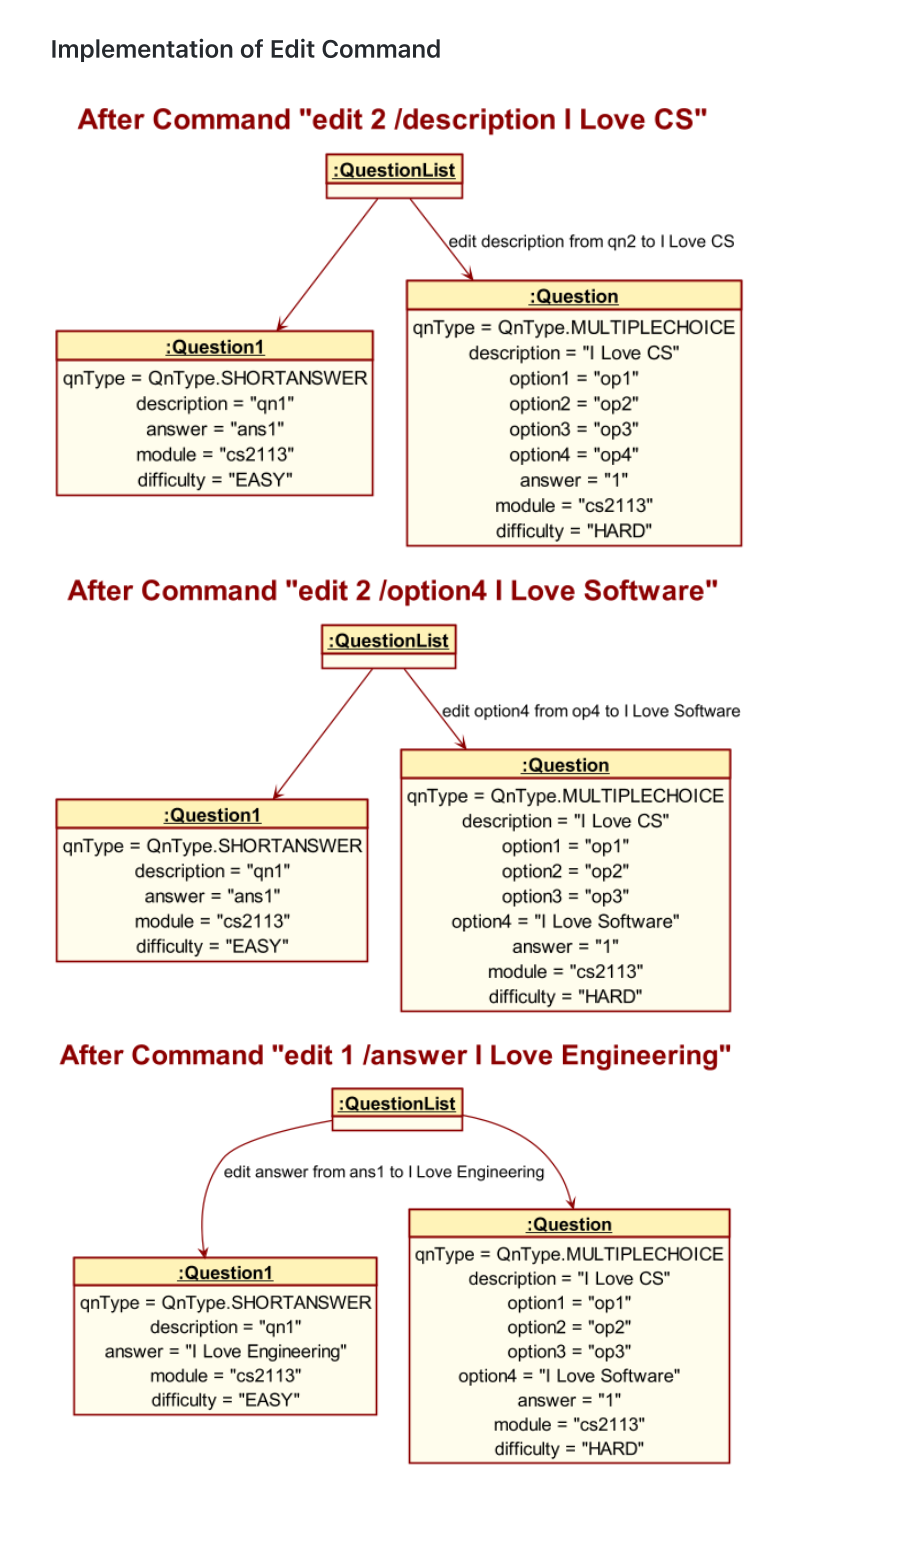 Implementation of Edit Command
After Command "edit 2 /description I Love CS"
:QuestionList
edit description from qn2 to I Love CS
:Question
qnType = QnType.MULTIPLECHOICE
description = "I Love CS"
option1 = "op1"
option2 = "op2"
option3 = "op3"
option4 = "op4"
answer = "1"
module = "cs2113"
difficulty = "HARD"
:Question1
qnType = QnType.SHORTANSWER
description = "qn1"
answer = "ans1"
module = "cs2113"
difficulty = "EASY"
After Command "edit 2 /option4 I Love Software"
:QuestionList
edit option4 from op4 to I Love Software
:Question
qnType = QnType.MULTIPLECHOICE
description = "I Love CS"
option1 = "op1"
option2 = "op2"
option3 = "op3"
option4 = "I Love Software"
answer = "1"
module = "cs2113"
difficulty = "HARD"
:Question1
qnType = QnType.SHORTANSWER
description = "qn1"
answer = "ans1"
module = "cs2113"
difficulty = "EASY"
After Command "edit 1 /answer I Love Engineering"
:QuestionList
edit answer from ans1 to I Love Engineering
:Question
qnType = QnType.MULTIPLECHOICE
description = "I Love CS"
option1 = "op1"
option2 = "op2"
option3 = "op3"
option4 = "I Love Software"
answer = "1"
module = "cs2113"
difficulty = "HARD"
:Question1
qnType = QnType.SHORTANSWER
description = "qn1"
answer = "I Love Engineering"
module = "cs2113"
difficulty = "EASY"